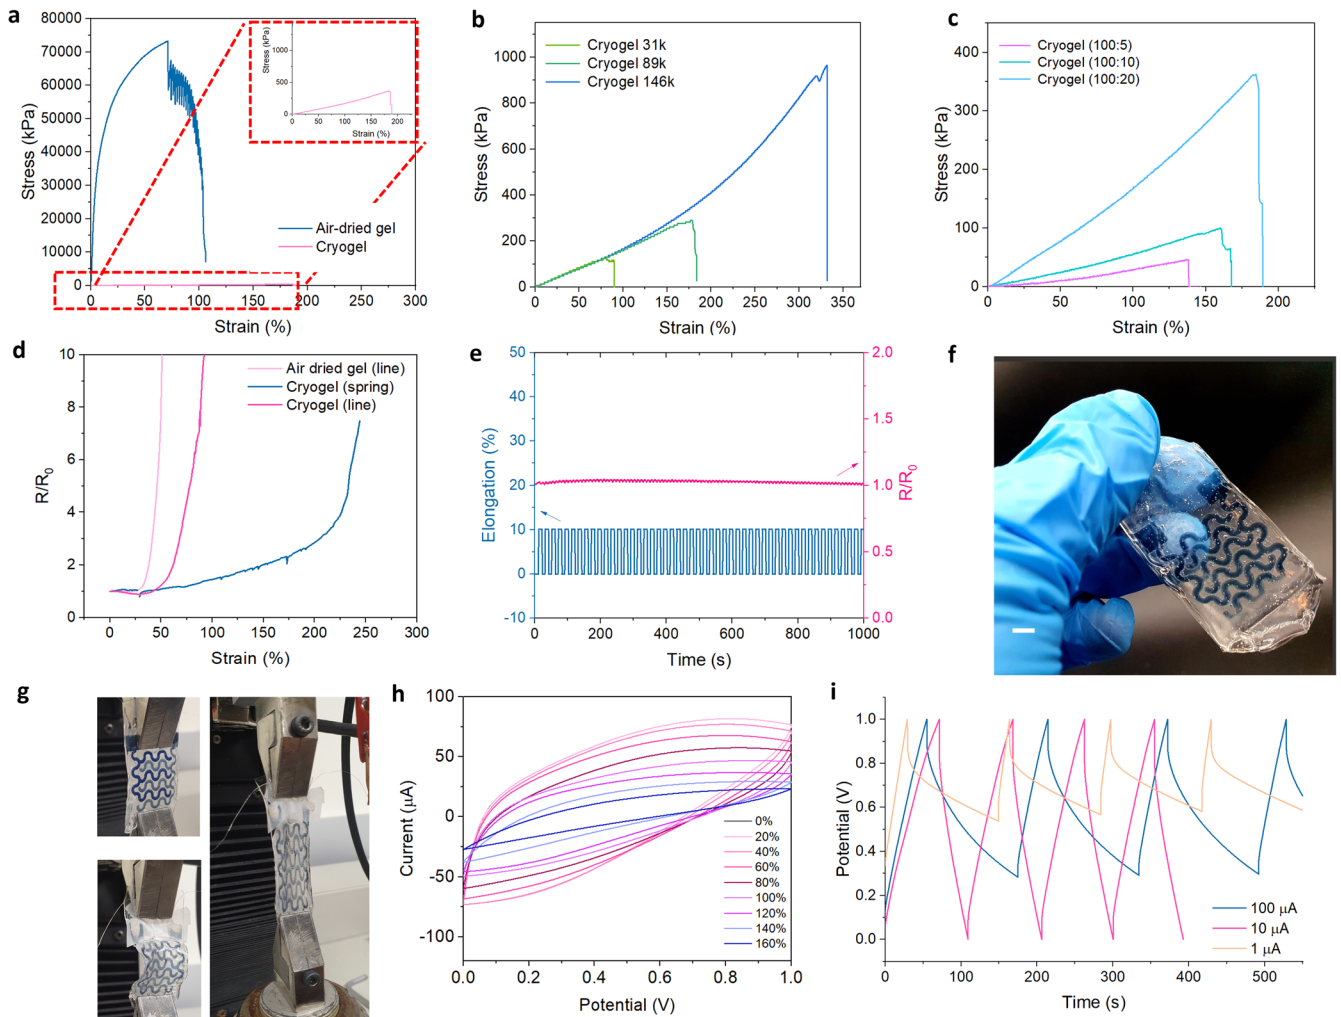 a
80000
70000
60000
50000
40000
30000
20000
10000
0
Stress (kPa)
0 50 100 150 200 250 300
Strain (%)
Air-dried gel
Cryogel
Stress (kPa)
1000
500
0
50 100 150 200
Strain (%)
b
1000
800
600
400
200
0
Stress (kPa)
0 50 100 150 200 250 300 350
Strain (%)
Cryogel 31k
Cryogel 89k
Cryogel 146k
c
400
300
200
100
0
Stress (kPa)
0 50 100 150 200
Strain (%)
Cryogel (100:5)
Cryogel (100:10)
Cryogel (100:20)
d
10
8
6
4
2
0
R/R0
0 50 100 150 200 250 300
Strain (%)
Air dried gel (line)
Cryogel (spring)
Cryogel (line)
e
50
40
30
20
10
0
-10
Elongation (%)
2.0
1.5
1.0
0.5
0.0
R/R0
0 200 400 600 800 1000
Time (s)
f
g
h
100
50
0
-50
-100
Current (µA)
0.0 0.2 0.4 0.6 0.8 1.0
Potential (V)
0%
20%
40%
60%
80%
100%
120%
140%
160%
i
1.0
0.8
0.6
0.4
0.2
0.0
Potential (V)
0 100 200 300 400 500
Time (s)
100 µA
10 µA
1 µA